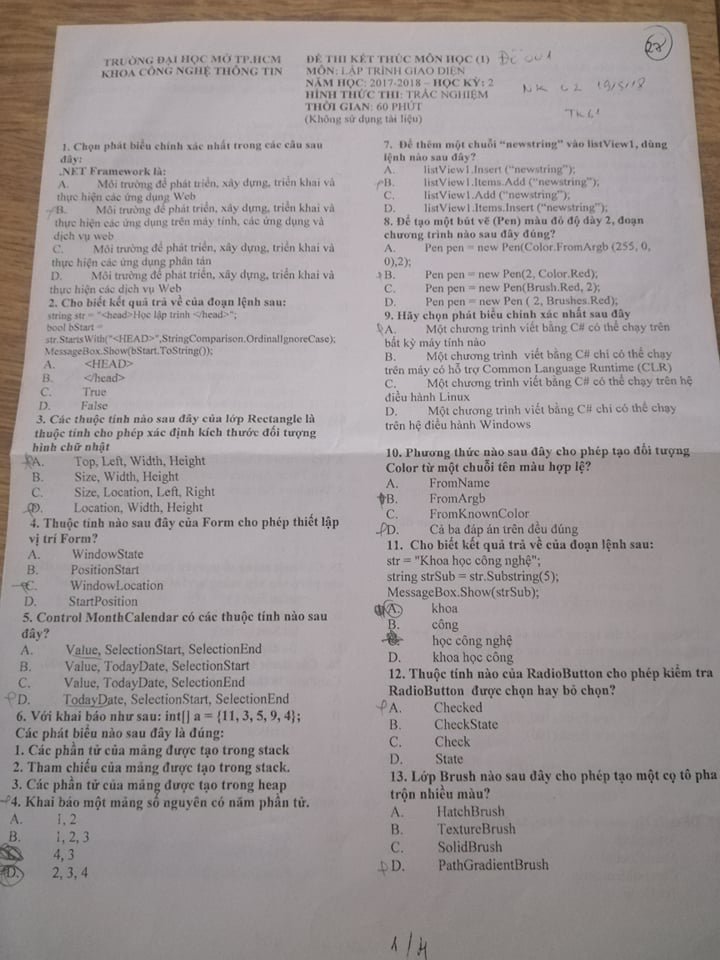 TRƯỜNG ĐẠI HỌC MỞ TP.HCM
KHOA CÔNG NGHỆ THÔNG TIN
ĐỀ THI KẾT THÚC MÔN HỌC (1) Đề 001
MÔN: LẬP TRÌNH GIAO DIỆN
NĂM HỌC: 2017-2018 – HỌC KỲ: 2
HÌNH THỨC THI: TRẮC NGHIỆM
THỜI GIAN: 60 PHÚT
(Không sử dụng tài liệu)
28
NK 02 19/5/18
TK61
1. Chọn phát biểu chính xác nhất trong các câu sau
đây:
.NET Framework là:
A. Môi trường để phát triển, xây dựng, triển khai và
thực hiện các ứng dụng Web
B. Môi trường để phát triển, xây dựng, triển khai và
thực hiện các ứng dụng trên máy tính, các ứng dụng và
dịch vụ web
C. Môi trường để phát triển, xây dựng, triển khai và
thực hiện các ứng dụng phân tán
D. Môi trường để phát triển, xây dựng, triển khai và
thực hiện các dịch vụ Web
2. Cho biết kết quả trả về của đoạn lệnh sau:
string str = "<head>Học lập trình </head>";
bool bStart =
str.StartsWith("<HEAD>",StringComparison.OrdinalIgnoreCase);
MessageBox.Show(bStart.ToString());
A. <HEAD>
B. </head>
C. True
D. False
3. Các thuộc tính nào sau đây của lớp Rectangle là
thuộc tính cho phép xác định kích thước đối tượng
hình chữ nhật
A. Top, Left, Width, Height
B. Size, Width, Height
C. Size, Location, Left, Right
D. Location, Width, Height
4. Thuộc tính nào sau đây của Form cho phép thiết lập
vị trí Form?
A. WindowState
B. PositionStart
C. WindowLocation
D. StartPosition
5. Control MonthCalendar có các thuộc tính nào sau
đây?
A. Value, SelectionStart, SelectionEnd
B. Value, TodayDate, SelectionStart
C. Value, TodayDate, SelectionEnd
D. TodayDate, SelectionStart, SelectionEnd
6. Với khai báo như sau: int[] a = {11, 3, 5, 9, 4};
Các phát biểu nào sau đây là đúng:
1. Các phần tử của mảng được tạo trong stack
2. Tham chiếu của mảng được tạo trong stack.
3. Các phần tử của mảng được tạo trong heap
4. Khai báo một mảng số nguyên có năm phần tử.
A. 1, 2
B. 1, 2, 3
C. 4, 3
D. 2, 3, 4
7. Để thêm một chuỗi “newstring” vào listView1, dùng
lệnh nào sau đây?
A. listView1.Insert (“newstring”);
B. listView1.Items.Add (“newstring”);
C. listView1.Add (“newstring”);
D. listView1.Items.Insert (“newstring”);
8. Để tạo một bút vẽ (Pen) màu đỏ độ dày 2, đoạn
chương trình nào sau đây đúng?
A. Pen pen = new Pen(Color.FromArgb (255, 0,
0),2);
B. Pen pen = new Pen(2, Color.Red);
C. Pen pen = new Pen(Brush.Red, 2);
D. Pen pen = new Pen ( 2, Brushes.Red);
9. Hãy chọn phát biểu chính xác nhất sau đây
A. Một chương trình viết bằng C# có thể chạy trên
bất kỳ máy tính nào
B. Một chương trình viết bằng C# chỉ có thể chạy
trên máy có hỗ trợ Common Language Runtime (CLR)
C. Một chương trình viết bằng C# có thể chạy trên hệ
điều hành Linux
D. Một chương trình viết bằng C# chỉ có thể chạy
trên hệ điều hành Windows
10. Phương thức nào sau đây cho phép tạo đối tượng
Color từ một chuỗi tên màu hợp lệ?
A. FromName
B. FromArgb
C. FromKnownColor
D. Cả ba đáp án trên đều đúng
11. Cho biết kết quả trả về của đoạn lệnh sau:
str = "Khoa học công nghệ";
string strSub = str.Substring(5);
MessageBox.Show(strSub);
A. khoa
B. công
học công nghệ
D. khoa học công
12. Thuộc tính nào của RadioButton cho phép kiểm tra
RadioButton được chọn hay bỏ chọn?
A. Checked
B. CheckState
C. Check
D. State
13. Lớp Brush nào sau đây cho phép tạo một cọ tô pha
trộn nhiều màu?
A. HatchBrush
B. TextureBrush
C. SolidBrush
D. PathGradientBrush
1/4